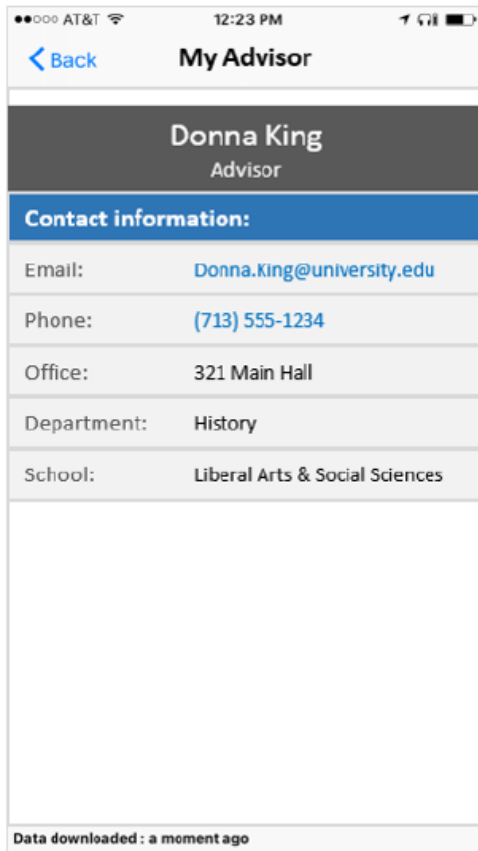 AT&T 12:23 PM
Back My Advisor
Donna King
Advisor
Contact information:
Email: Donna.King@university.edu
Phone: (713) 555-1234
Office: 321 Main Hall
Department: History
School: Liberal Arts & Social Sciences
Data downloaded : a moment ago